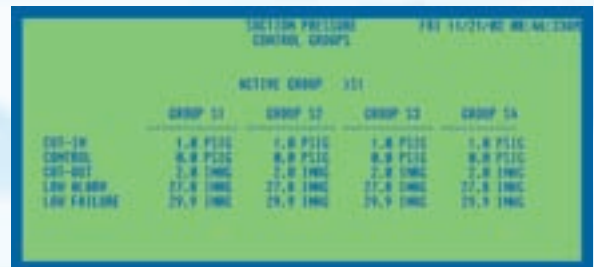 SUCTION PRESSURE FRI 11/21/02
CONTROL GROUPS
ACTIVE GROUP
GROUP S1 GROUP S2 GROUP S3 GROUP S4
CUT-IN 1.0 PSIG 1.0 PSIG 1.0 PSIG 1.0 PSIG
CONTROL 0.0 PSIG 0.0 PSIG 0.0 PSIG 0.0 PSIG
CUT-OUT 2.0 INHG 2.0 INHG 2.0 INHG 2.0 INHG
LOW ALARM 27.0 INHG 27.0 INHG 27.0 INHG 27.0 INHG
LOW FAILURE 29.9 INHG 29.9 INHG 29.9 INHG 29.9 INHG